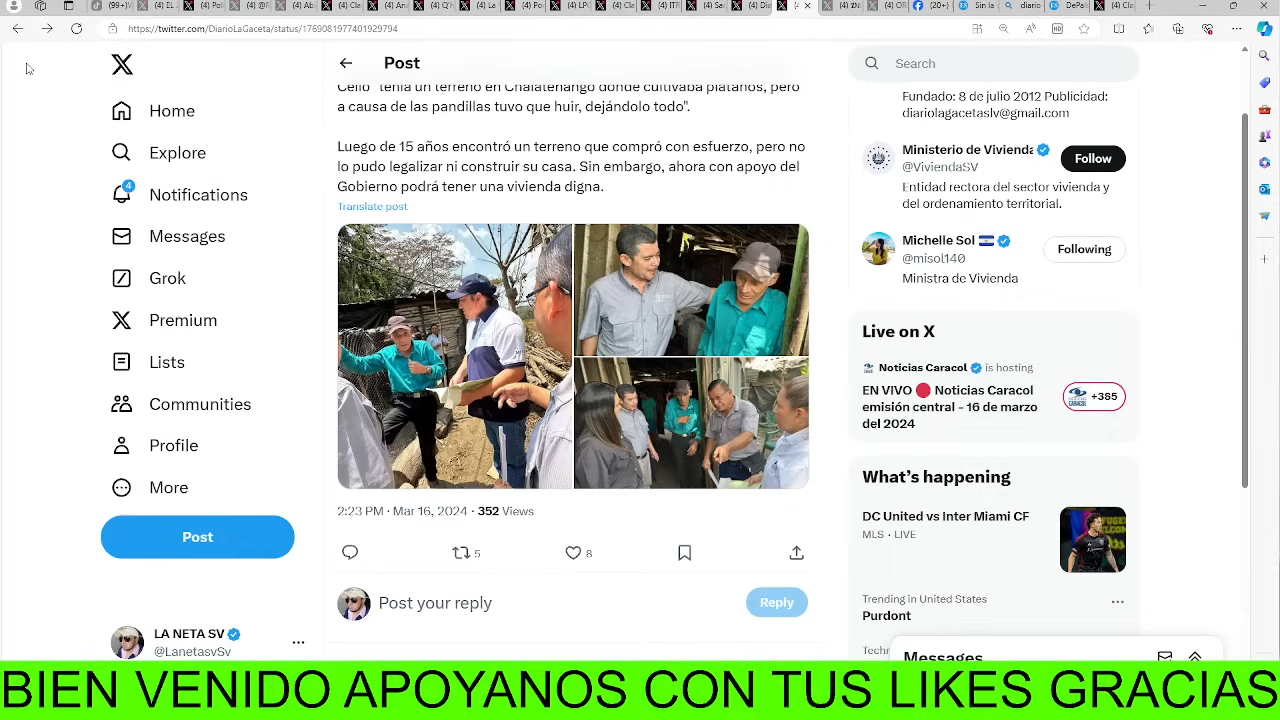 (99+)
https://twitter.com/DiarioLaGaceta/status/1769081977401929794
Home
Explore
4
Notifications
Messages
Grok
Premium
Lists
Communities
Profile
More
Post
LA NETA SV
@LanetasvSv
Post
Celio "tenía un terreno en Chalatenango donde cultivaba plátanos, pero
a causa de las pandillas tuvo que huir, dejándolo todo".
Luego de 15 años encontró un terreno que compró con esfuerzo, pero no
lo pudo legalizar ni construir su casa. Sin embargo, ahora con apoyo del
Gobierno podrá tener una vivienda digna.
Translate post
2:23 PM · Mar 16, 2024 · 352 Views
5
8
Post your reply
Reply
Search
Fundado: 8 de julio 2012 Publicidad:
diariolagacetaslv@gmail.com
Ministerio de Vivienda
@ViviendaSV
Follow
Entidad rectora del sector vivienda y
del ordenamiento territorial.
Michelle Sol
@misol140
Following
Ministra de Vivienda
Live on X
Noticias Caracol is hosting
EN VIVO 🔴 Noticias Caracol
emisión central - 16 de marzo
del 2024
+385
What's happening
DC United vs Inter Miami CF
MLS · LIVE
Trending in United States
Purdont
Messages
BIEN VENIDO APOYANOS CON TUS LIKES GRACIAS